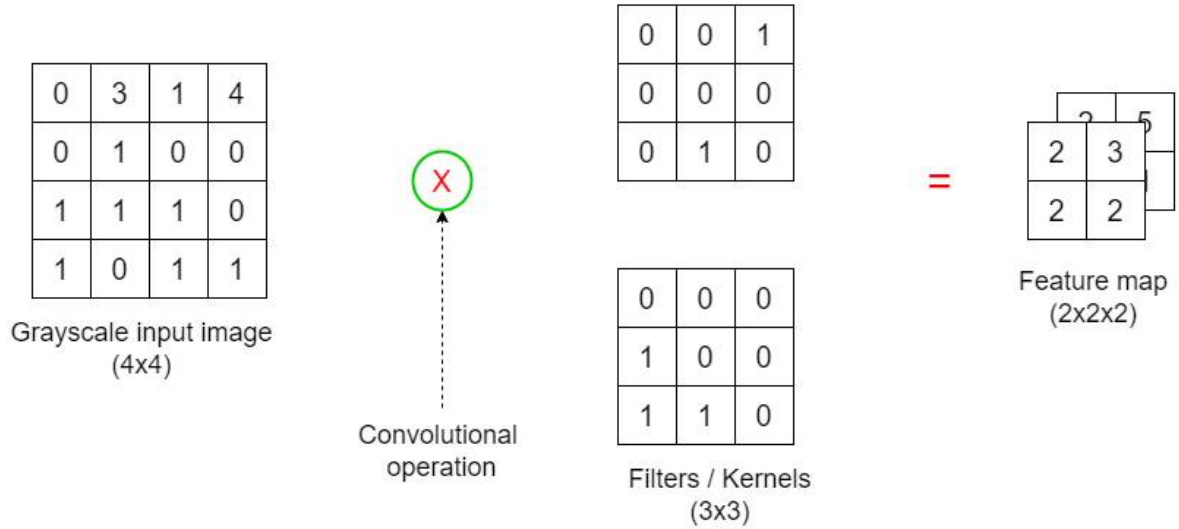 0 3 1 4
0 1 0 0
1 1 1 0
1 0 1 1
Grayscale input image
(4x4)
X
Convolutional
operation
0 0 1
0 0 0
0 1 0
0 0 0
1 0 0
1 1 0
Filters / Kernels
(3x3)
=
5
2 3
2 2
Feature map
(2x2x2)